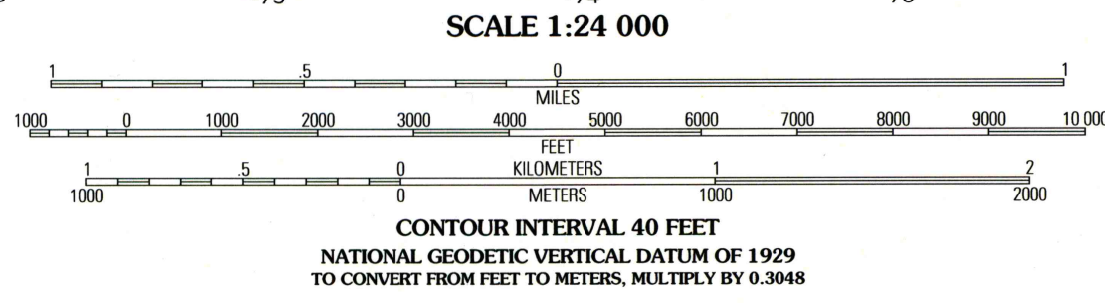 SCALE 1:24 000
1 .5 0 1
MILES
1000 0 1000 2000 3000 4000 5000 6000 7000 8000 9000 10 000
FEET
1 .5 0 KILOMETERS 1 2
1000 0 METERS 1000 2000
CONTOUR INTERVAL 40 FEET
NATIONAL GEODETIC VERTICAL DATUM OF 1929
TO CONVERT FROM FEET TO METERS, MULTIPLY BY 0.3048